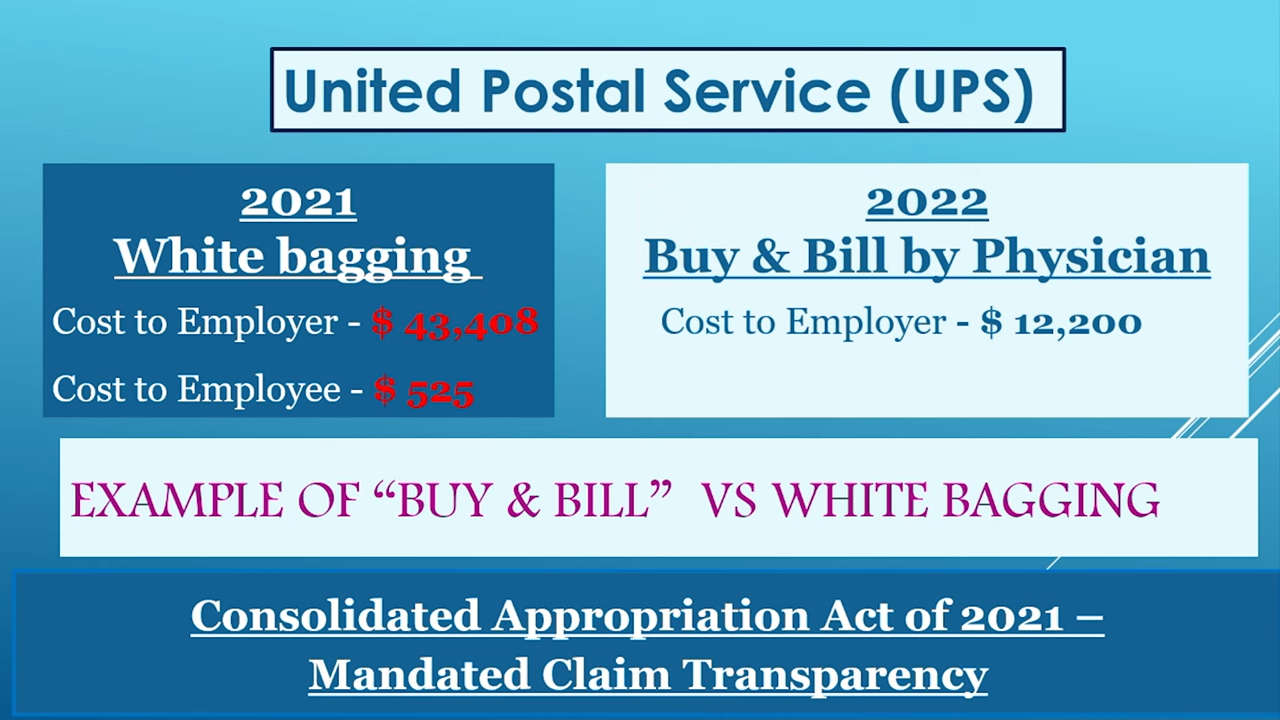 United Postal Service (UPS)
2021
White bagging
Cost to Employer - $ 43,408
Cost to Employee - $ 525
2022
Buy & Bill by Physician
Cost to Employer - $ 12,200
EXAMPLE OF “BUY & BILL” VS WHITE BAGGING
Consolidated Appropriation Act of 2021 –
Mandated Claim Transparency